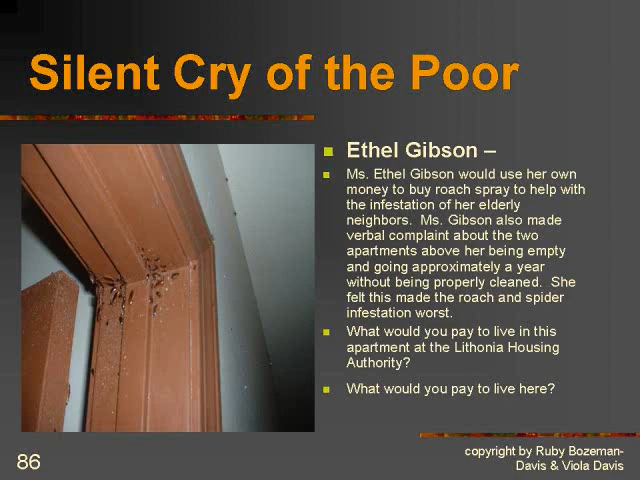 Silent Cry of the Poor
Ethel Gibson –
Ms. Ethel Gibson would use her own
money to buy roach spray to help with
the infestation of her elderly
neighbors.  Ms. Gibson also made
verbal complaint about the two
apartments above her being empty
and going approximately a year
without being properly cleaned.  She
felt this made the roach and spider
infestation worst.
What would you pay to live in this
apartment at the Lithonia Housing
Authority?
What would you pay to live here?
86
copyright by Ruby Bozeman-
Davis & Viola Davis